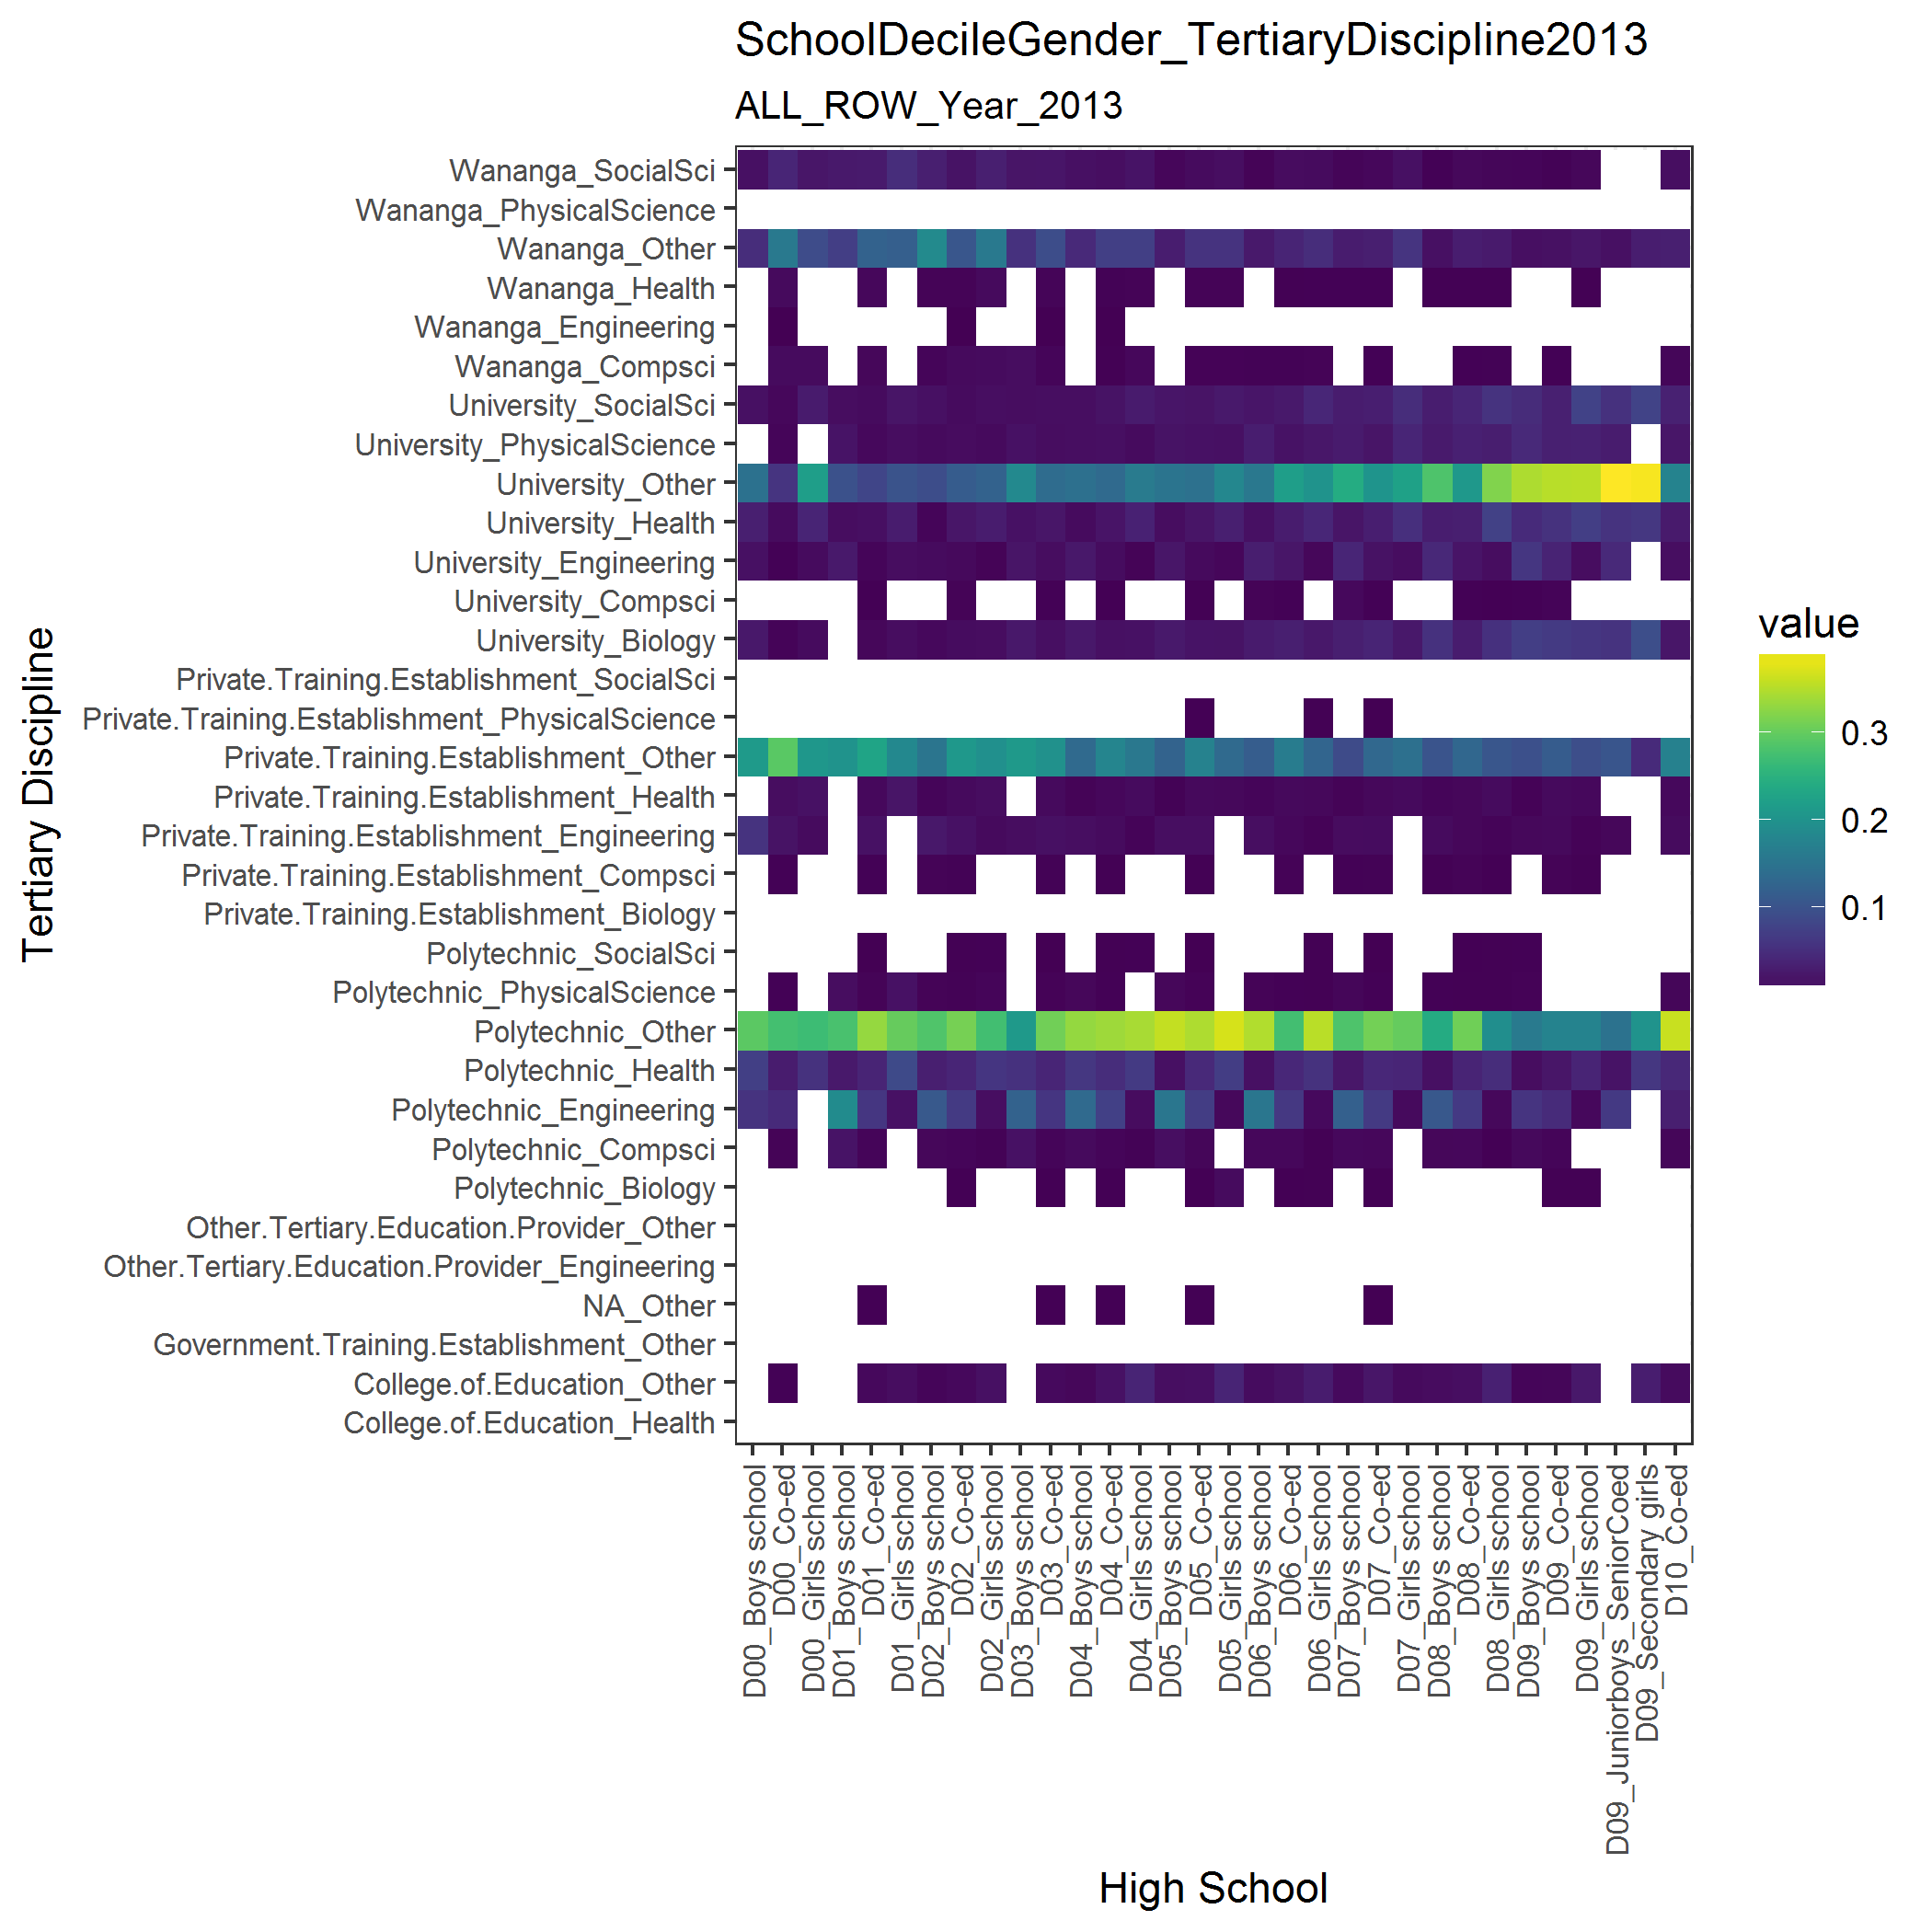 SchoolDecileGender_TertiaryDiscipline2013
ALL_ROW_Year_2013
Wananga_SocialSci
Wananga_PhysicalScience
Wananga_Other
Wananga_Health
Wananga_Engineering
Wananga_Compsci
University_SocialSci
University_PhysicalScience
University_Other
University_Health
University_Engineering
University_Compsci
University_Biology
Private.Training.Establishment_SocialSci
Private.Training.Establishment_PhysicalScience
Private.Training.Establishment_Other
Private.Training.Establishment_Health
Private.Training.Establishment_Engineering
Private.Training.Establishment_Compsci
Private.Training.Establishment_Biology
Polytechnic_SocialSci
Polytechnic_PhysicalScience
Polytechnic_Other
Polytechnic_Health
Polytechnic_Engineering
Polytechnic_Compsci
Polytechnic_Biology
Other.Tertiary.Education.Provider_Other
Other.Tertiary.Education.Provider_Engineering
NA_Other
Government.Training.Establishment_Other
College.of.Education_Other
College.of.Education_Health
Tertiary Discipline
D00_Boys school
D00_Co-ed
D00_Girls school
D01_Boys school
D01_Co-ed
D01_Girls school
D02_Boys school
D02_Co-ed
D02_Girls school
D03_Boys school
D03_Co-ed
D04_Boys school
D04_Co-ed
D04_Girls school
D05_Boys school
D05_Co-ed
D05_Girls school
D06_Boys school
D06_Co-ed
D06_Girls school
D07_Boys school
D07_Co-ed
D07_Girls school
D08_Boys school
D08_Co-ed
D08_Girls school
D09_Boys school
D09_Co-ed
D09_Girls school
D09_Juniorboys_SeniorCoed
D09_Secondary girls
D10_Co-ed
High School
value
0.3
0.2
0.1